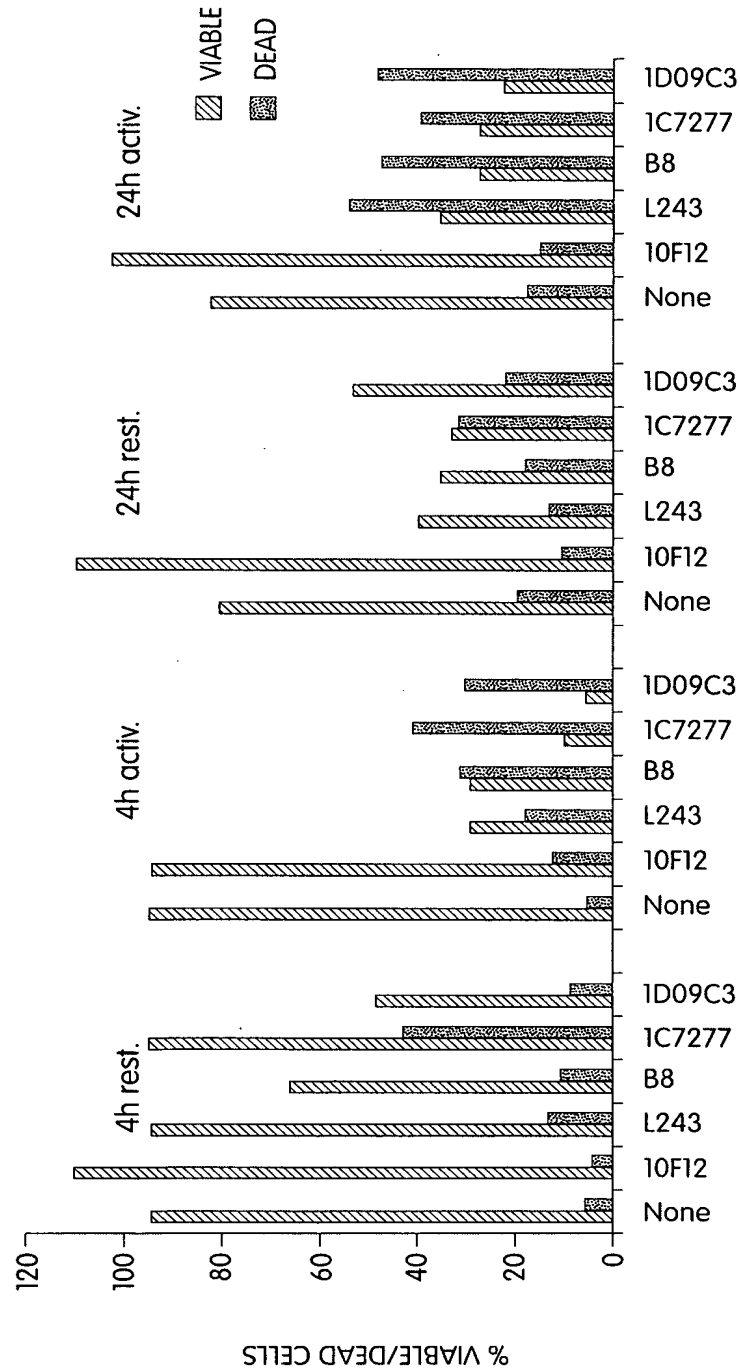 % VIABLE/DEAD CELLS
120
100
80
60
40
20
0
4h rest.
4h activ.
24h rest.
24h activ.
VIABLE
DEAD
None
10F12
L243
B8
1C7277
1D09C3
None
10F12
L243
B8
1C7277
1D09C3
None
10F12
L243
B8
1C7277
1D09C3
None
10F12
L243
B8
1C7277
1D09C3